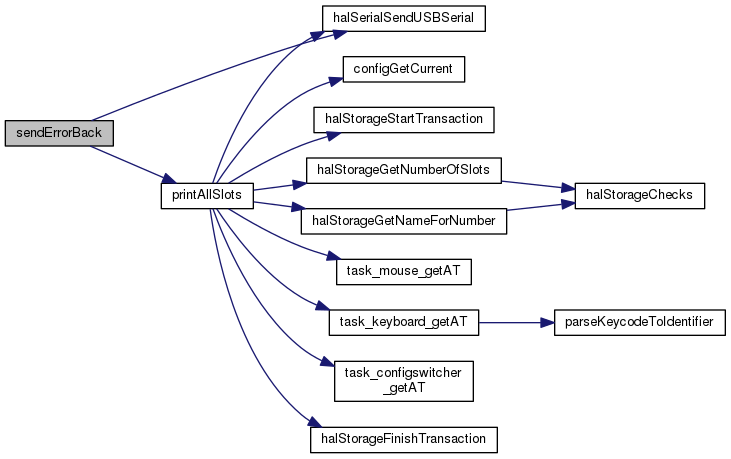 halSerialSendUSBSerial
configGetCurrent
sendErrorBack
halStorageStartTransaction
halStorageGetNumberOfSlots
printAllSlots
halStorageChecks
halStorageGetNameForNumber
task_mouse_getAT
task_keyboard_getAT
parseKeycodeToIdentifier
task_configswitcher
_getAT
halStorageFinishTransaction